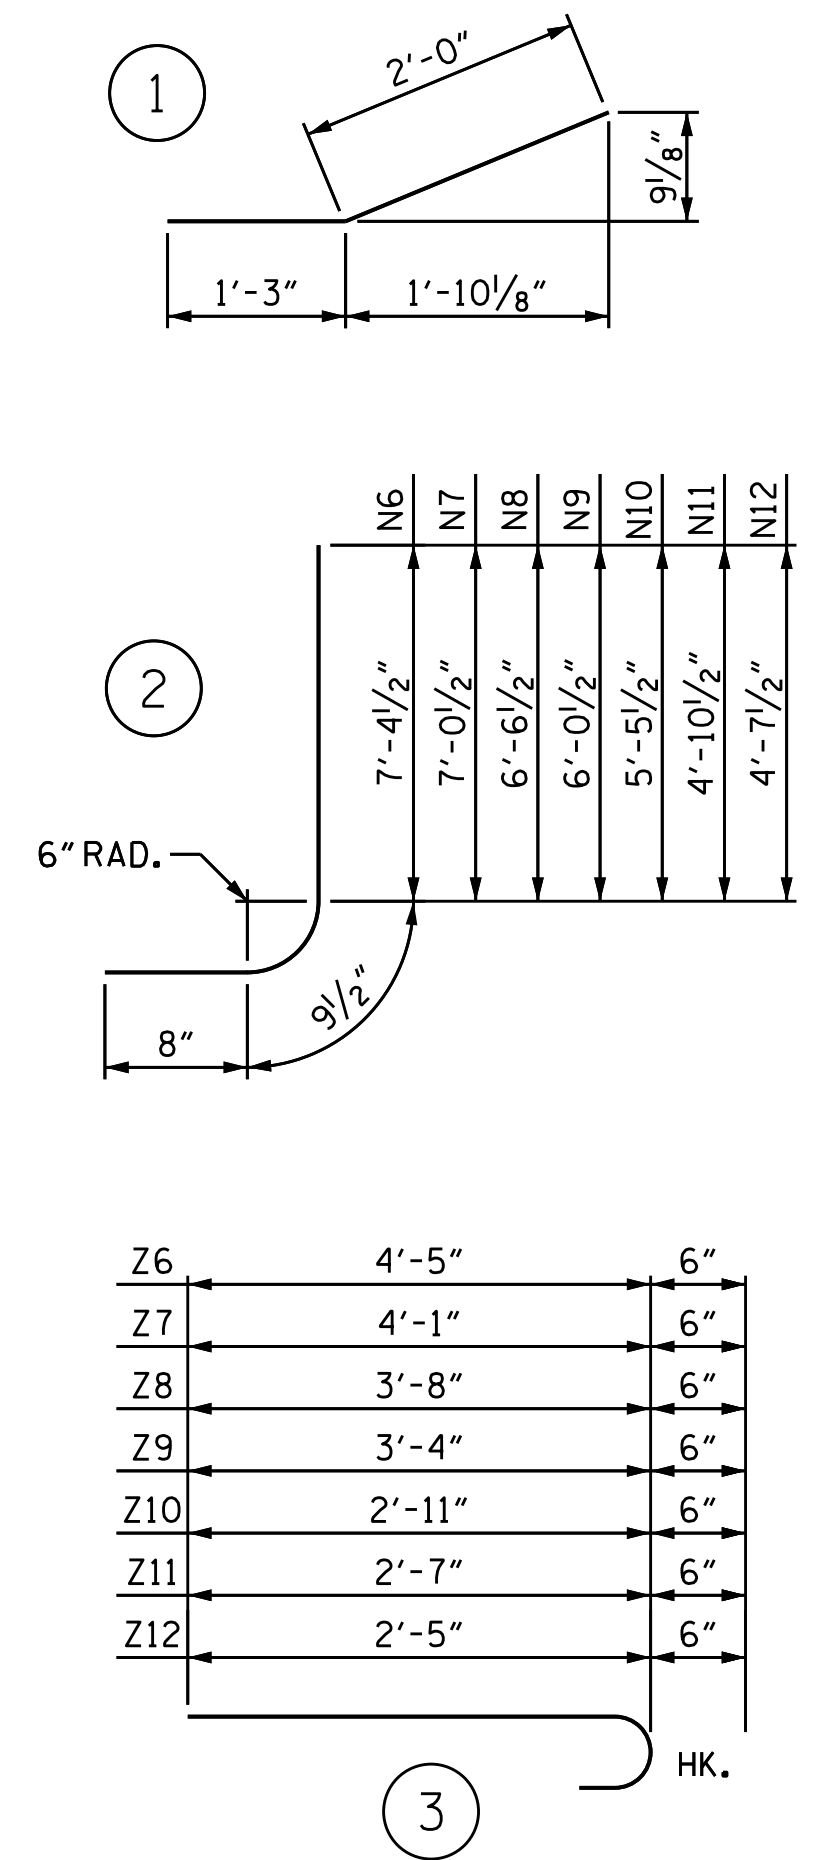 1
2'-0"
9 1/8"
1'-3"
1'-10 1/8"
N6
N7
N8
N9
N10
N11
N12
2
7'-4 1/2"
7'-0 1/2"
6'-6 1/2"
6'-0 1/2"
5'-5 1/2"
4'-10 1/2"
4'-7 1/2"
6" RAD.
9 1/2"
8"
Z6 4'-5" 6"
Z7 4'-1" 6"
Z8 3'-8" 6"
Z9 3'-4" 6"
Z10 2'-11" 6"
Z11 2'-7" 6"
Z12 2'-5" 6"
HK.
3